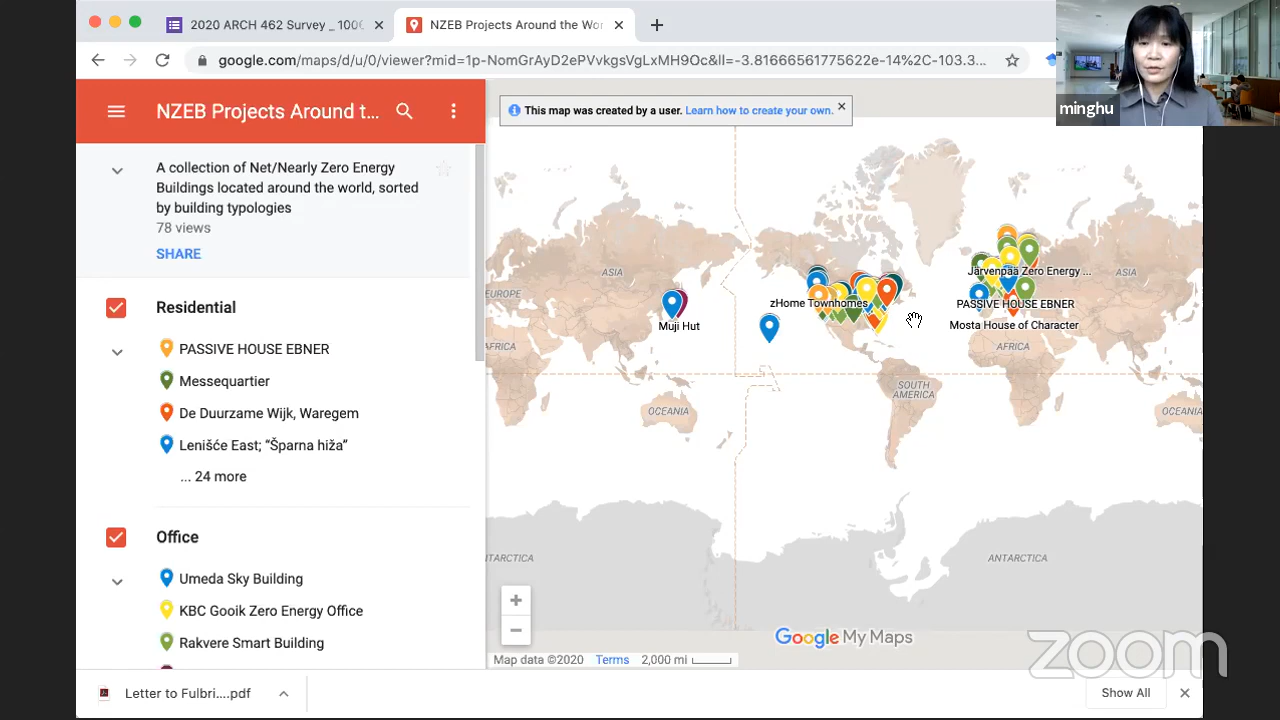 2020 ARCH 462 Survey _ 100
NZEB Projects Around the Wor
google.com/maps/d/u/0/viewer?mid=1p-NomGrAyD2ePVvkgsVgLxMH9Oc&ll=-3.81665561775622e-14%2C-103.3...
minghu
NZEB Projects Around t...
This map was created by a user. Learn how to create your own.
A collection of Net/Nearly Zero Energy
Buildings located around the world, sorted
by building typologies
78 views
SHARE
Residential
PASSIVE HOUSE EBNER
Messequartier
De Duurzame Wijk, Waregem
Lenišće East; “Šparna hiža”
... 24 more
Office
Umeda Sky Building
KBC Gooik Zero Energy Office
Rakvere Smart Building
ASIA
EUROPE
AFRICA
Muji Hut
OCEANIA
zHome Townhomes
SOUTH
AMERICA
Järvenpää Zero Energy ...
ASIA
PASSIVE HOUSE EBNER
Mosta House of Character
AFRICA
OCEANIA
NTARCTICA
ANTARCTICA
+
−
Google My Maps
Map data ©2020 Terms 2,000 mi
zoom
Letter to Fulbri....pdf
Show All